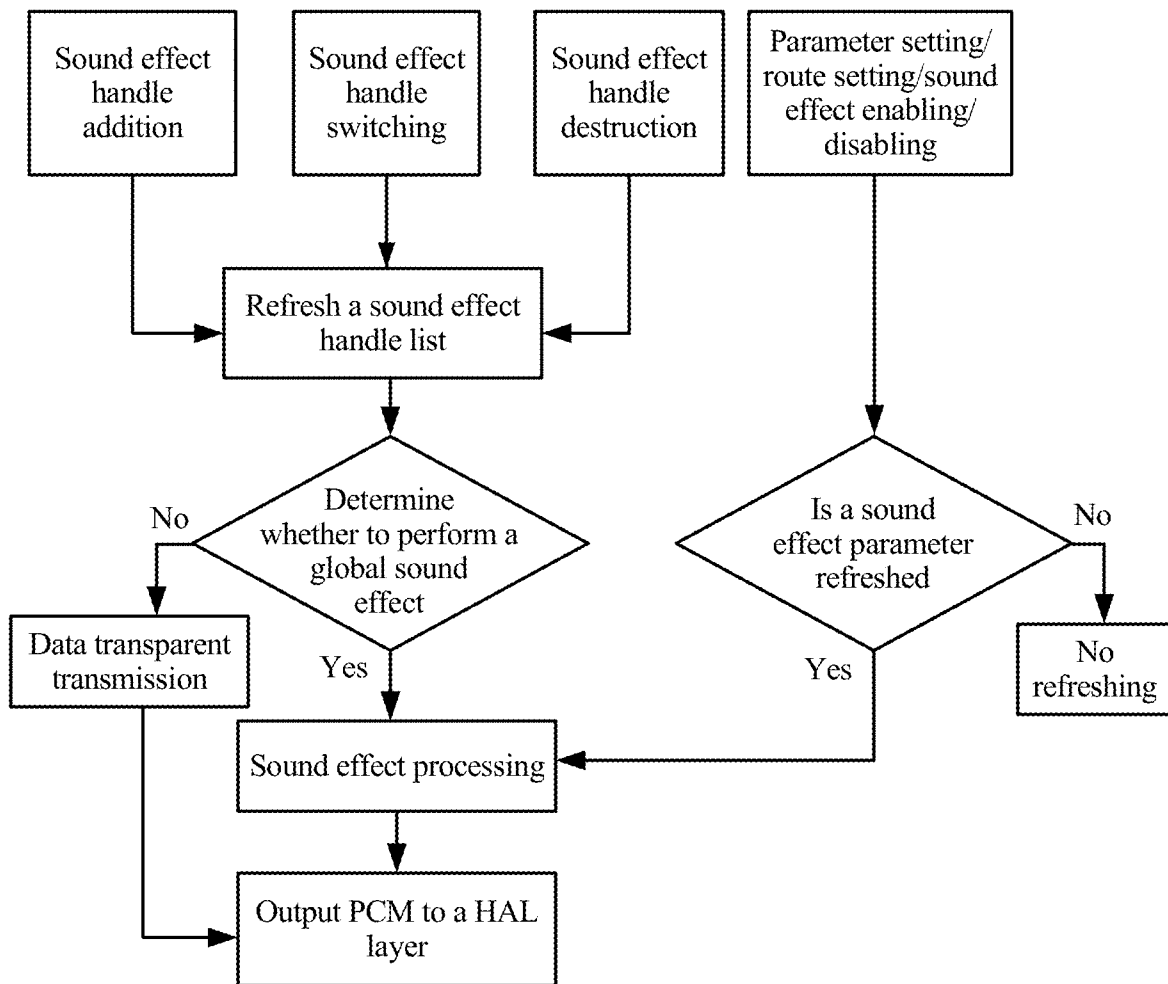 Sound effect
handle
addition
Sound effect
handle
switching
Sound effect
handle
destruction
Parameter setting/
route setting/sound
effect enabling/
disabling
Refresh a sound effect
handle list
Determine
whether to perform a
global sound
effect
No
Is a sound
effect parameter
refreshed
No
Data transparent
transmission
Yes
Yes
No
refreshing
Sound effect processing
Output PCM to a HAL
layer